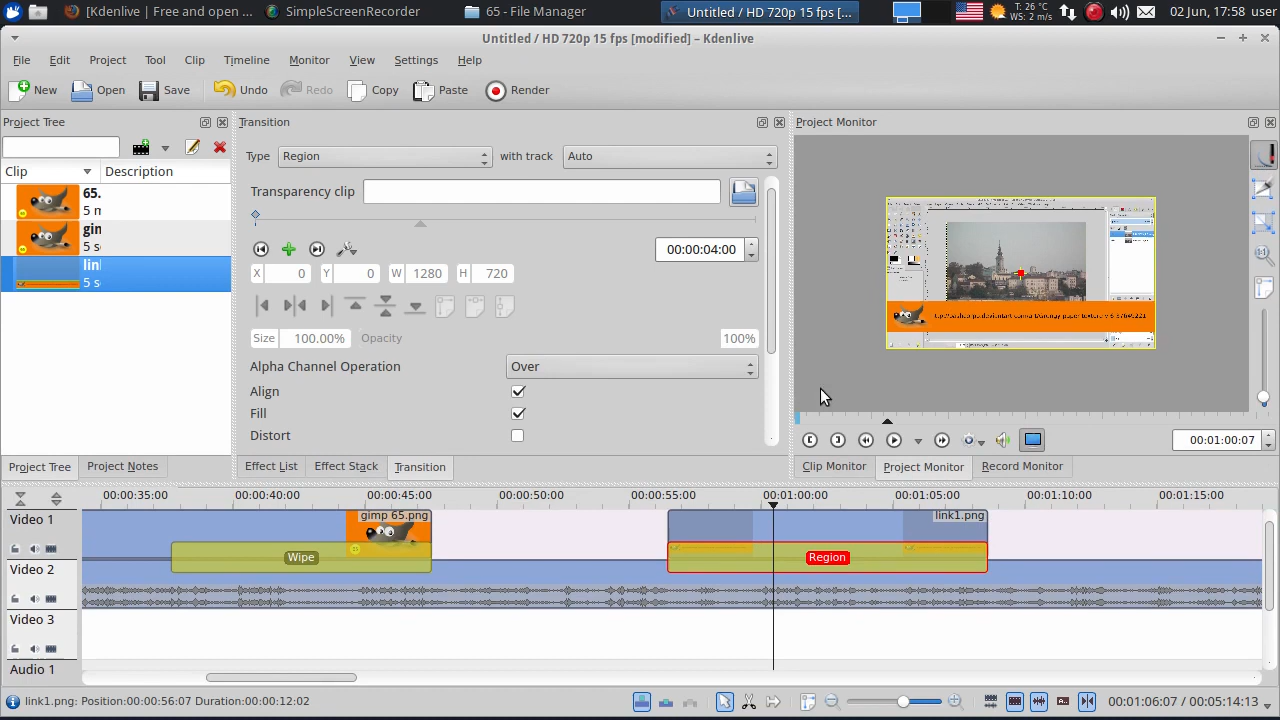 [Kdenlive | Free and open ...
SimpleScreenRecorder
65 - File Manager
Untitled / HD 720p 15 fps [...
T: 26 °C
WS: 2 m/s
02 Jun, 17:58 user
Untitled / HD 720p 15 fps [modified] – Kdenlive
File Edit Project Tool Clip Timeline Monitor View Settings Help
New Open Save Undo Redo Copy Paste Render
Project Tree
Transition
Project Monitor
Type Region with track Auto
Clip Description
65.
5 m
gin
5 s
lin
5 s
Transparency clip
00:00:04:00
X 0 Y 0 W 1280 H 720
Size 100.00% Opacity 100%
Alpha Channel Operation Over
Align
Fill
Distort
00:01:00:07
Project Tree Project Notes
Effect List Effect Stack Transition
Clip Monitor Project Monitor Record Monitor
00:00:35:00 00:00:40:00 00:00:45:00 00:00:50:00 00:00:55:00 00:01:00:00 00:01:05:00 00:01:10:00 00:01:15:00
Video 1
gimp 65.png
link1.png
Wipe
Region
Video 2
Video 3
Audio 1
link1.png: Position:00:00:56:07 Duration:00:00:12:02
00:01:06:07 / 00:05:14:13